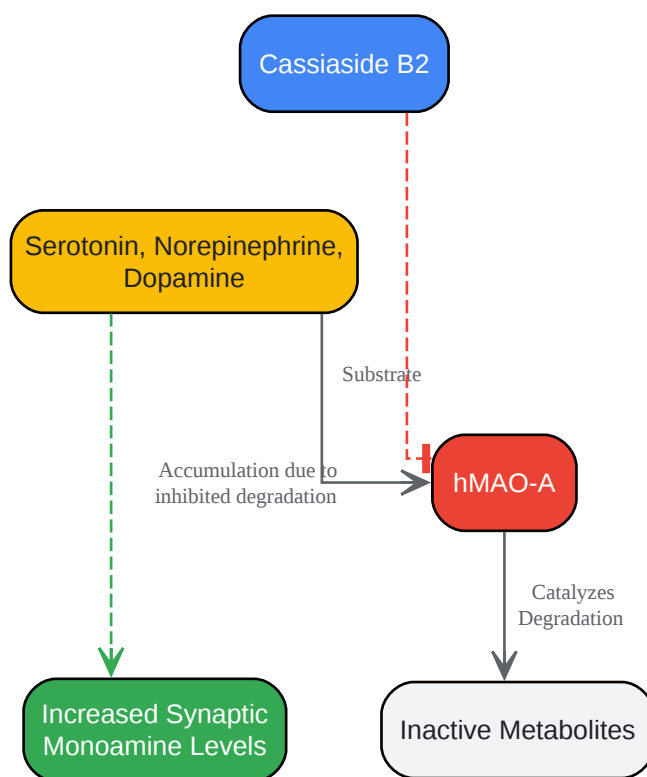 Cassiaside B2
Serotonin, Norepinephrine,
Dopamine
Substrate
Accumulation due to
inhibited degradation
hMAO-A
Catalyzes
Degradation
Increased Synaptic
Monoamine Levels
Inactive Metabolites